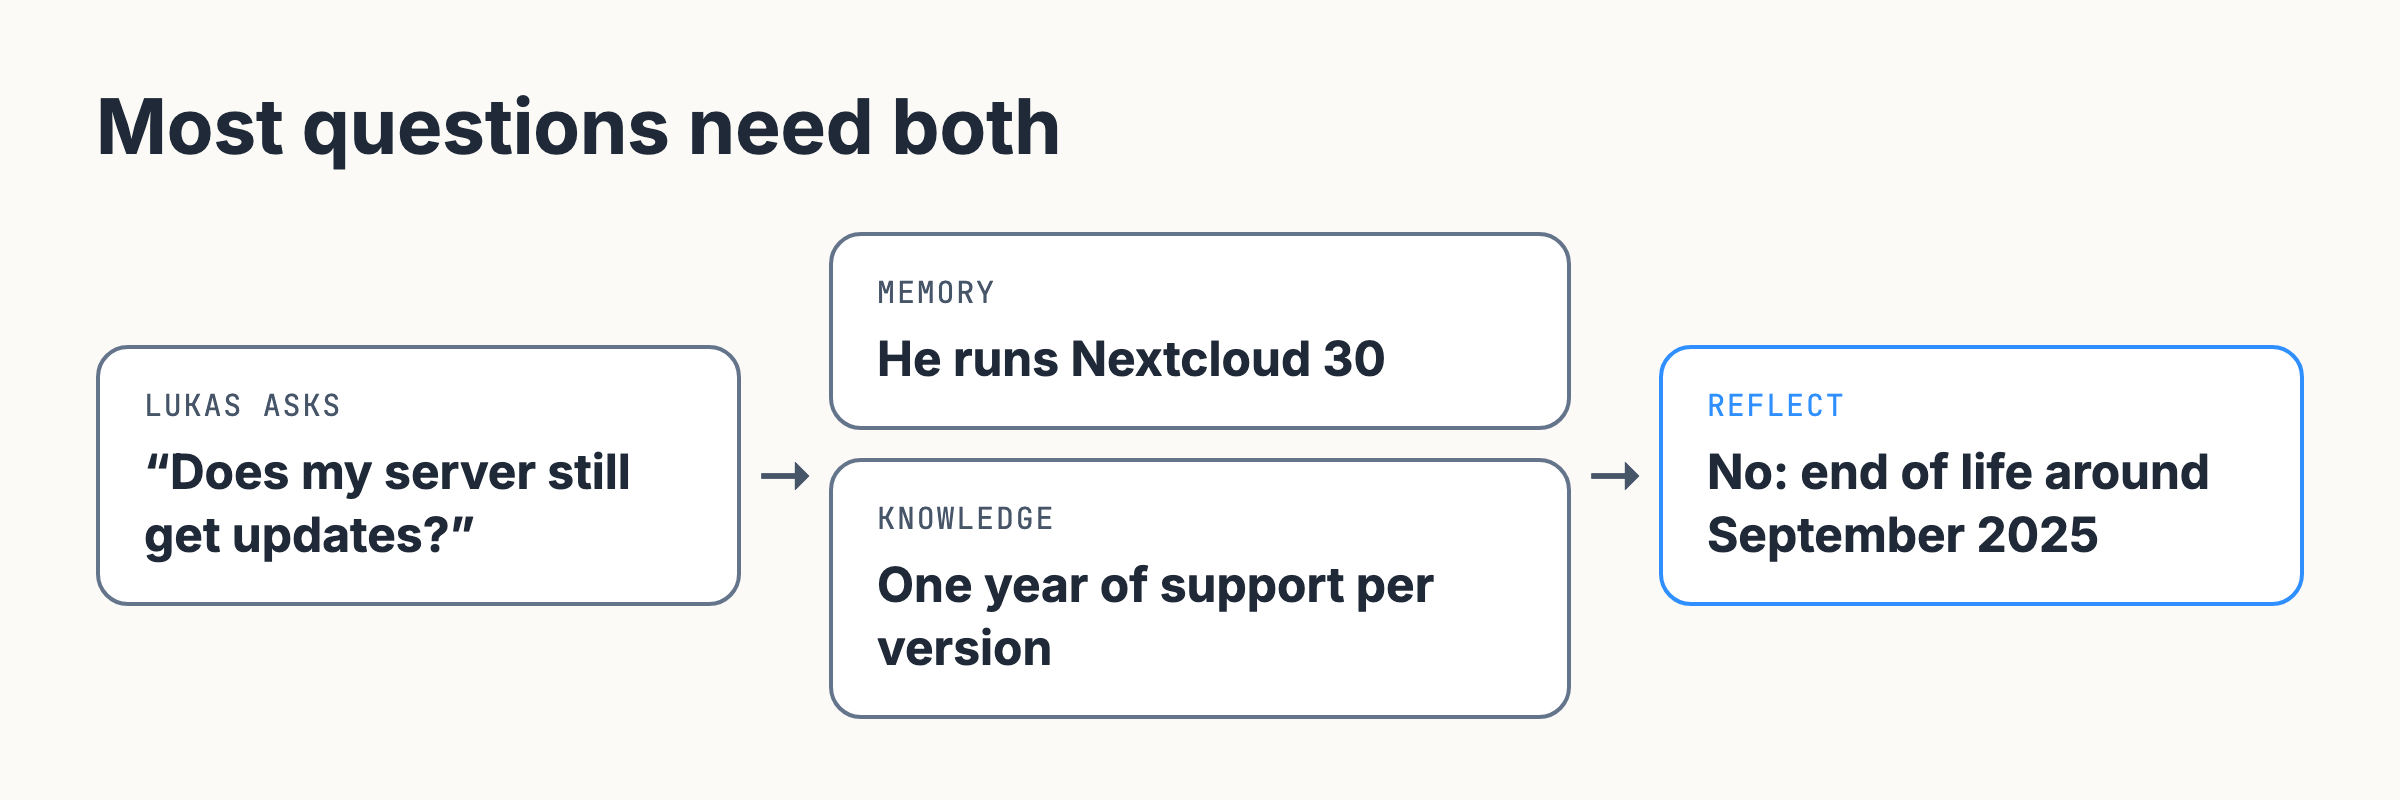 Most questions need both
LUKAS ASKS
“Does my server still
get updates?”
MEMORY
He runs Nextcloud 30
KNOWLEDGE
One year of support per
version
REFLECT
No: end of life around
September 2025